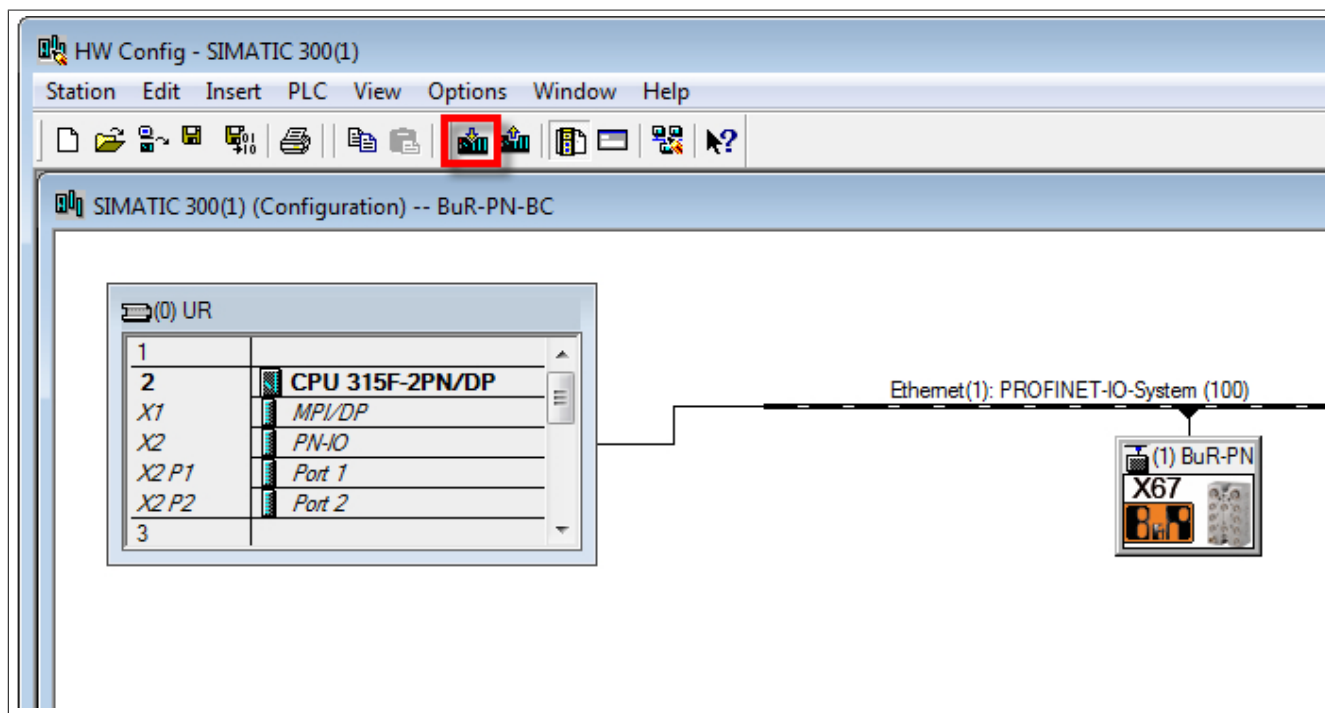 HW Config - SIMATIC 300(1)
Station Edit Insert PLC View Options Window Help
SIMATIC 300(1) (Configuration) -- BuR-PN-BC
(0) UR
1
2 CPU 315F-2PN/DP
X1 MPI/DP
X2 PN-IO
X2 P1 Port 1
X2 P2 Port 2
3
Ethernet(1): PROFINET-IO-System (100)
(1) BuR-PN
X67
B&R